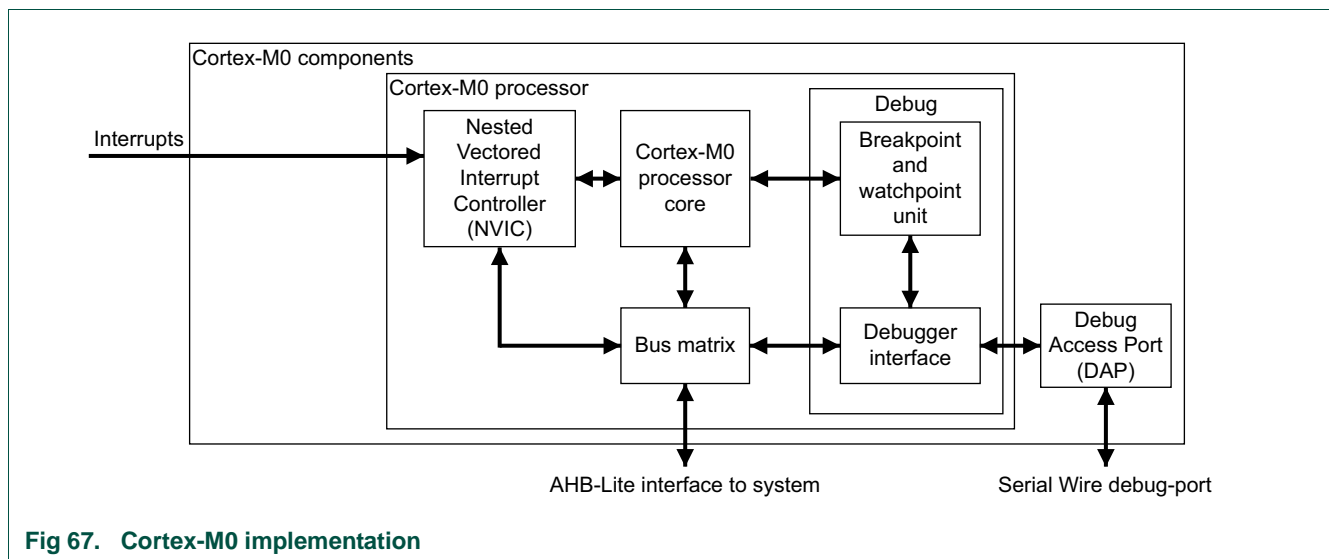 Cortex-M0 components
Cortex-M0 processor
Debug
Interrupts
Nested
Vectored
Interrupt
Controller
(NVIC)
Cortex-M0
processor
core
Breakpoint
and
watchpoint
unit
Bus matrix
Debugger
interface
Debug
Access Port
(DAP)
AHB-Lite interface to system
Serial Wire debug-port
Fig 67. Cortex-M0 implementation